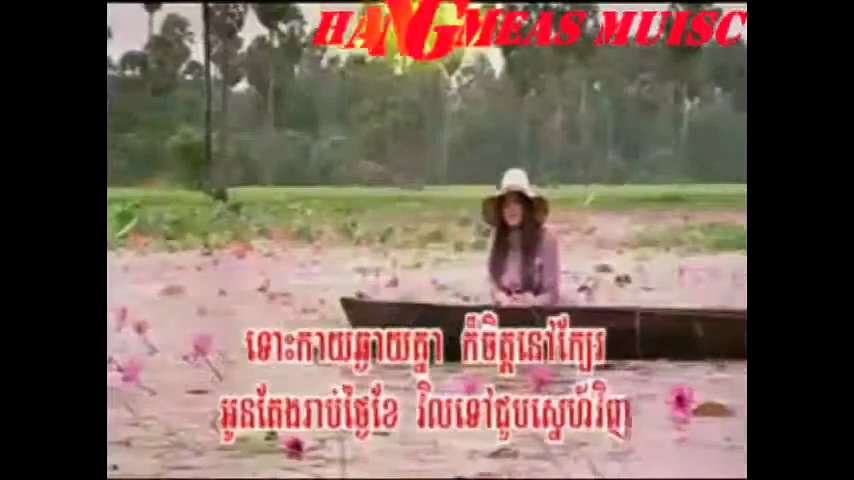 HANGMEAS MUISC
ទោះកាយឆ្ងាយគ្នា ក៏ចិត្តនៅក្បែរ
អូនតែងរាប់ថ្ងៃខែ វិលទៅជួបស្នេហ៍វិញ